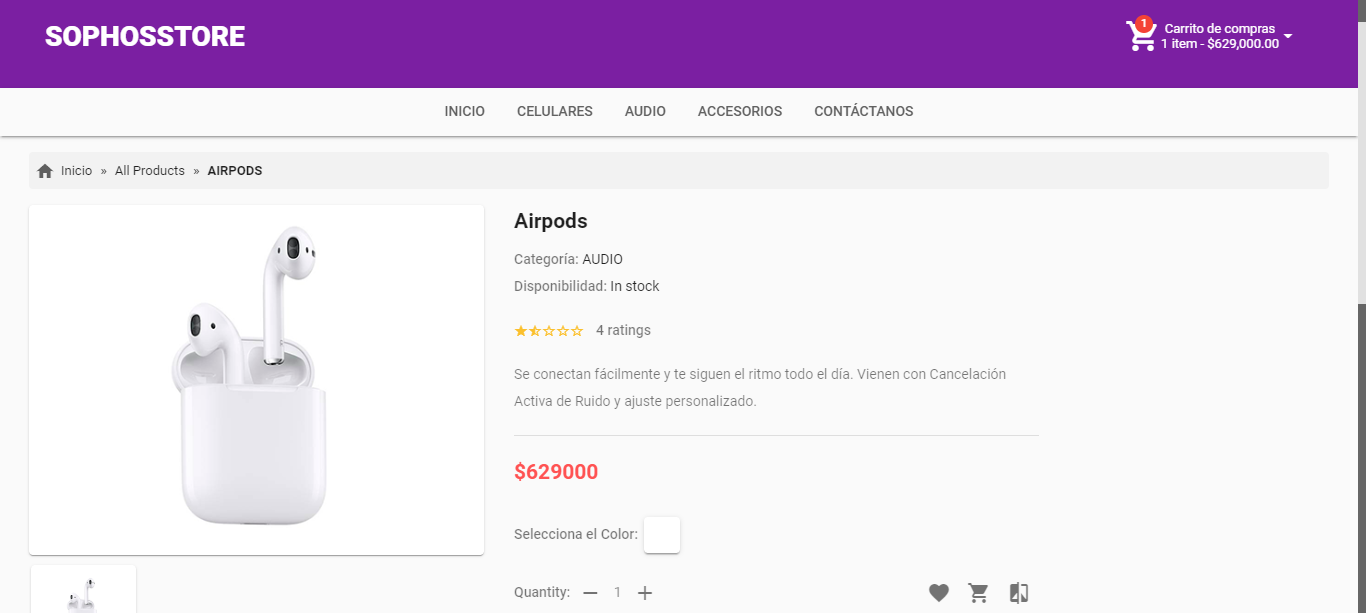 SOPHOSSTORE
1
Carrito de compras
1 item - $629,000.00
INICIO CELULARES AUDIO ACCESORIOS CONTÁCTANOS
Inicio » All Products » AIRPODS
Airpods
Categoría: AUDIO
Disponibilidad: In stock
4 ratings
Se conectan fácilmente y te siguen el ritmo todo el día. Vienen con Cancelación
Activa de Ruido y ajuste personalizado.
$629000
Selecciona el Color:
Quantity: — 1 +